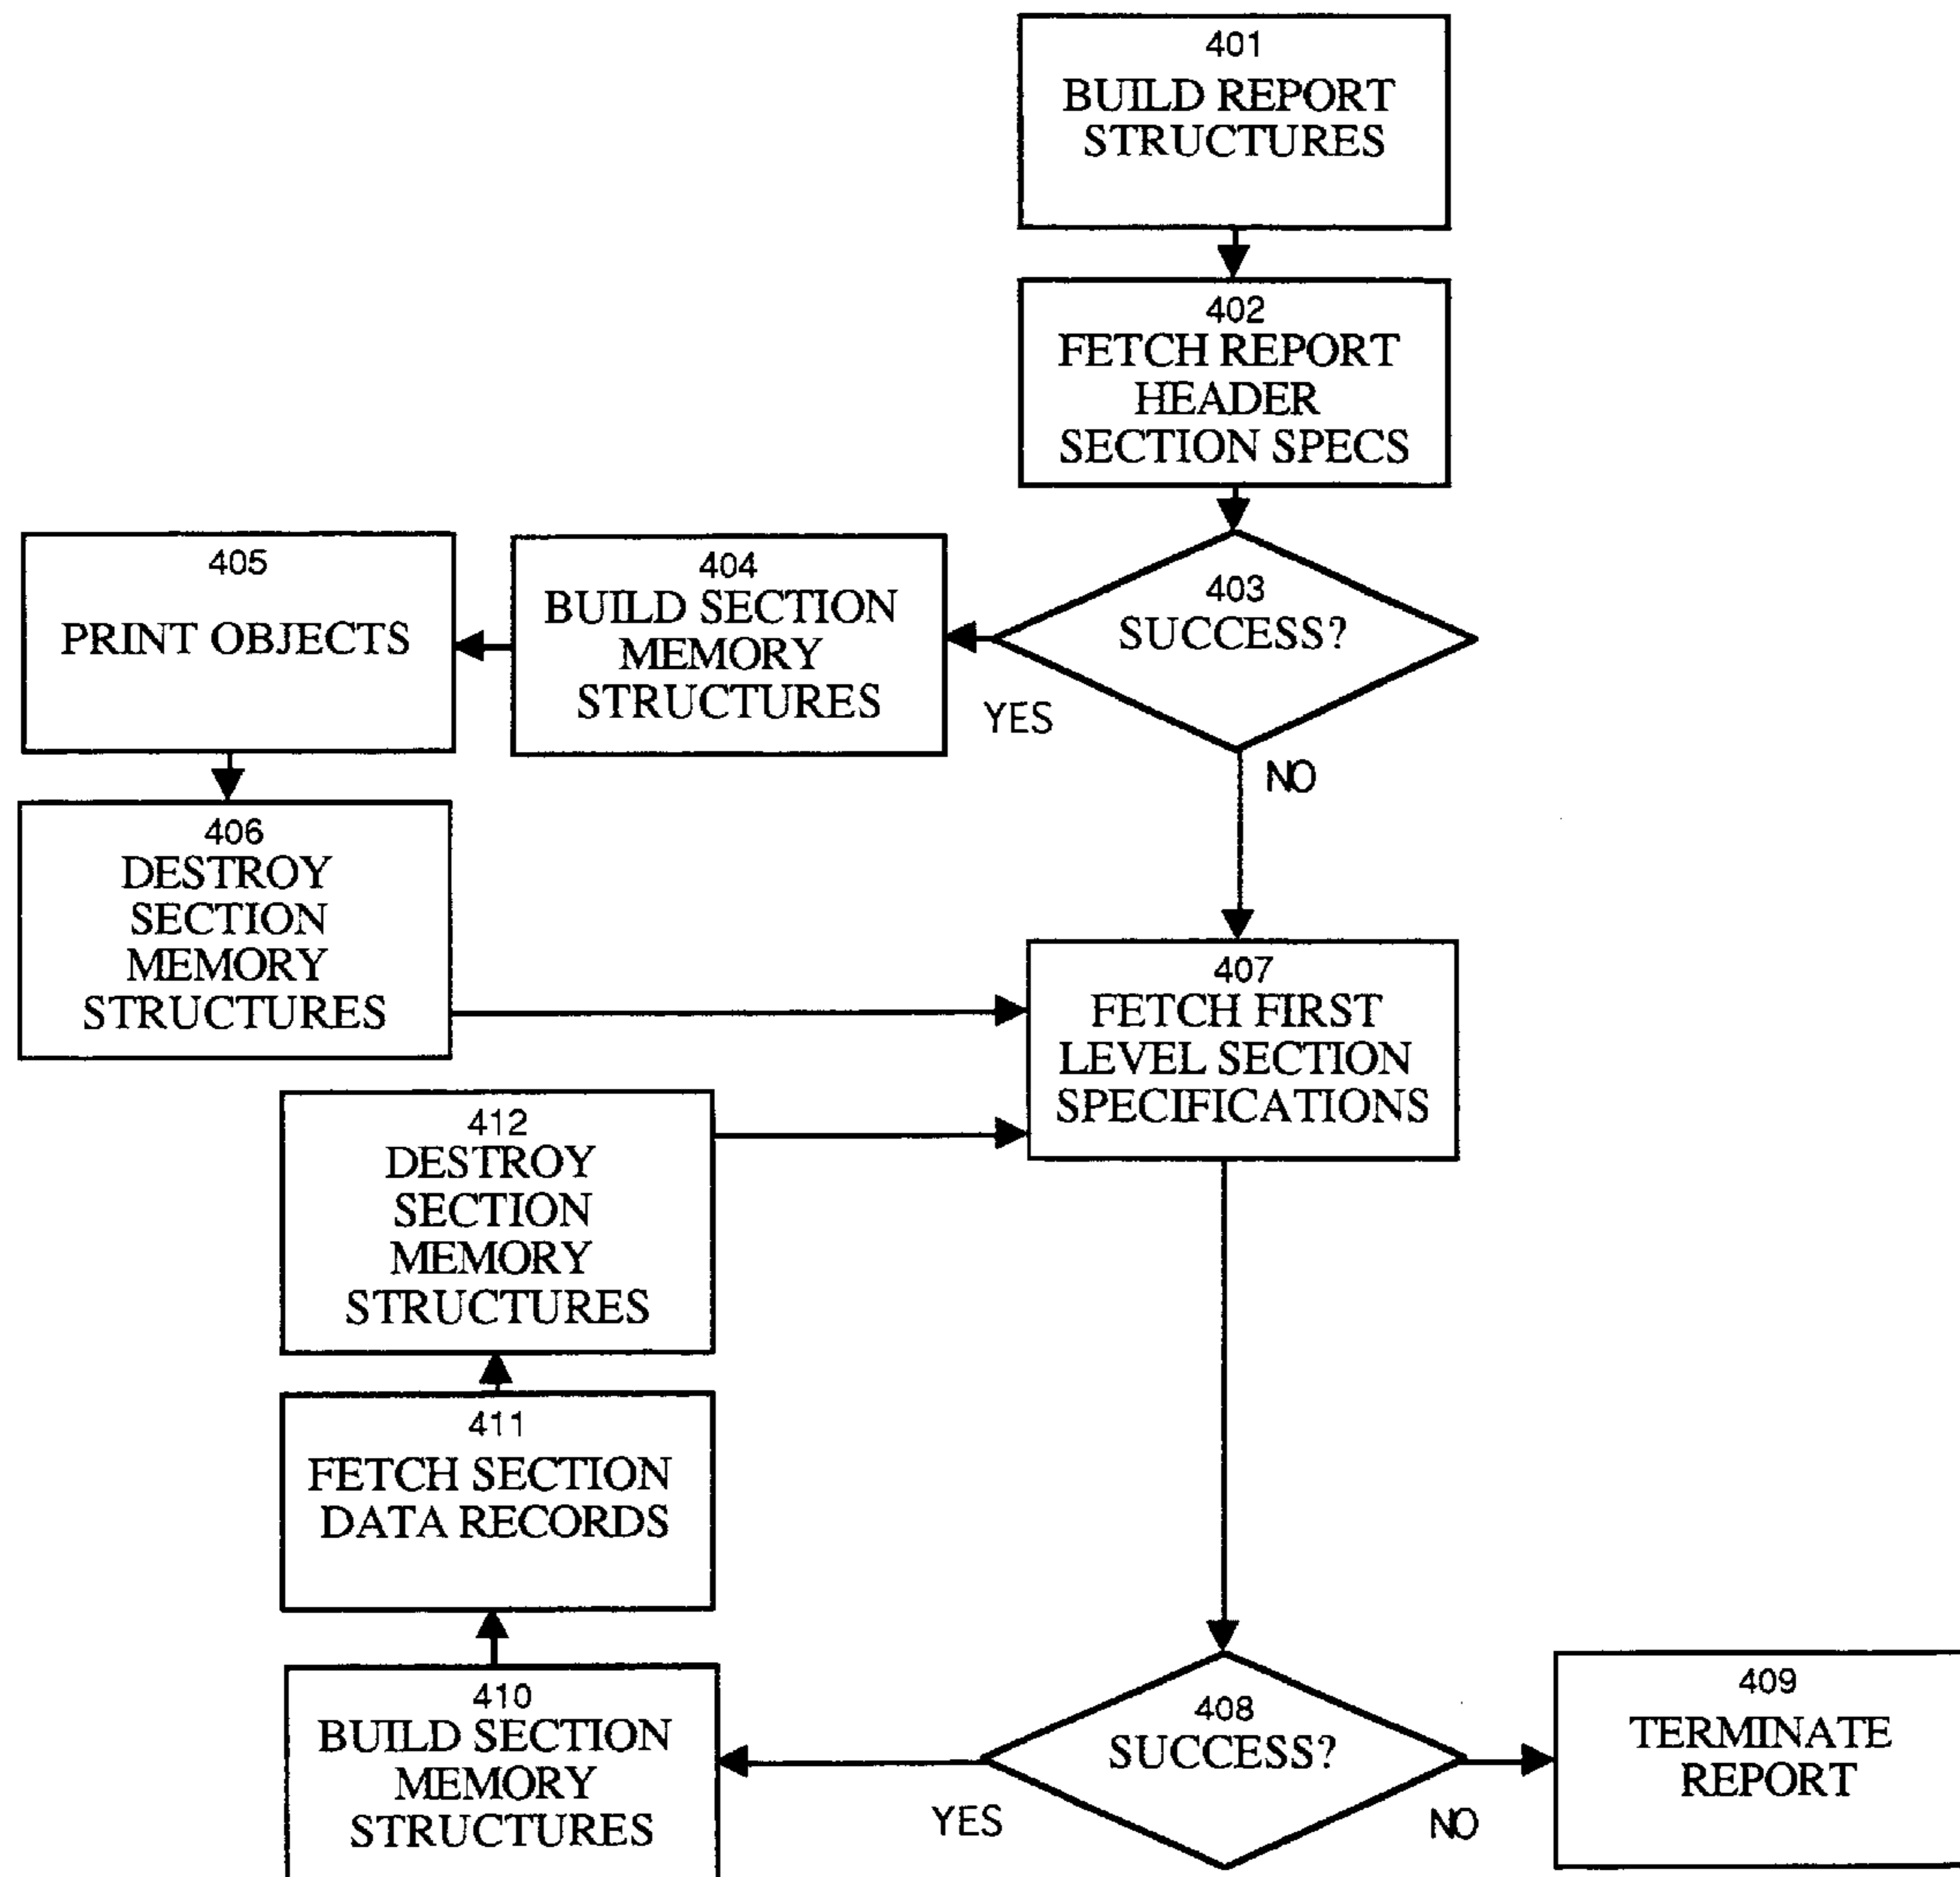 401
BUILD REPORT
STRUCTURES
402
FETCH REPORT
HEADER
SECTION SPECS
403
SUCCESS?
YES
NO
404
BUILD SECTION
MEMORY
STRUCTURES
405
PRINT OBJECTS
406
DESTROY
SECTION
MEMORY
STRUCTURES
407
FETCH FIRST
LEVEL SECTION
SPECIFICATIONS
408
SUCCESS?
YES
NO
409
TERMINATE
REPORT
410
BUILD SECTION
MEMORY
STRUCTURES
411
FETCH SECTION
DATA RECORDS
412
DESTROY
SECTION
MEMORY
STRUCTURES